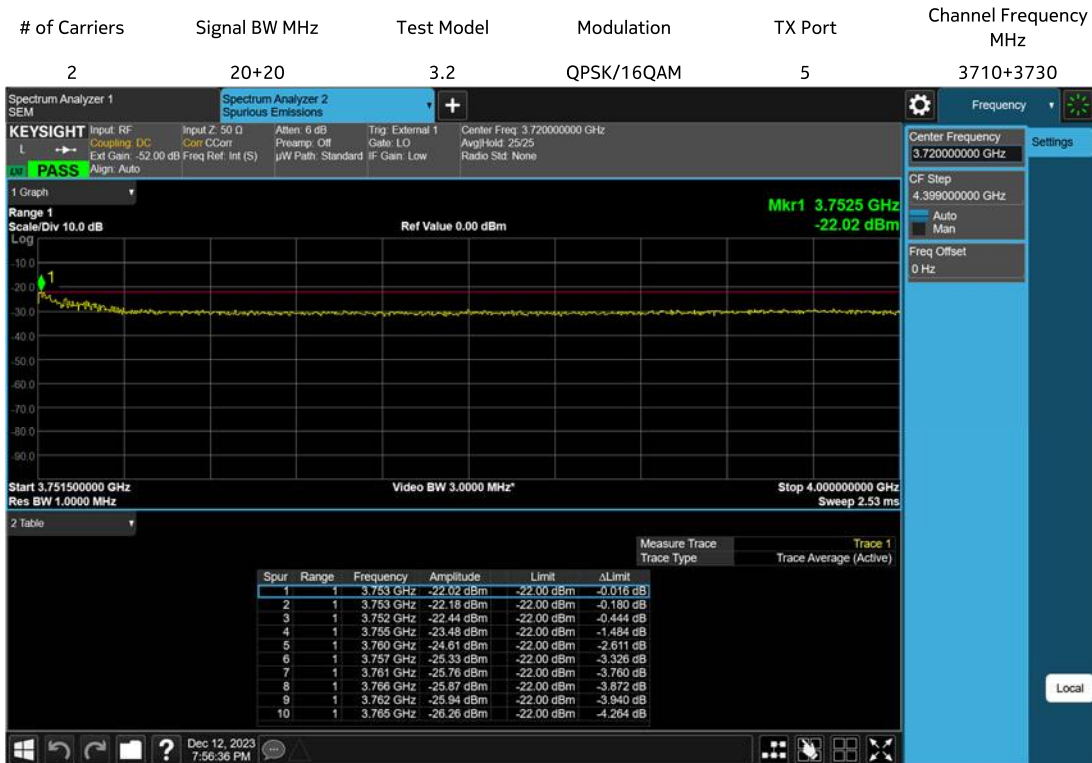 # of Carriers Signal BW MHz Test Model Modulation TX Port Channel Frequency MHz
2 20+20 3.2 QPSK/16QAM 5 3710+3730
Spectrum Analyzer 1 Spectrum Analyzer 2
SEM Spurious Emissions + Frequency
KEYSIGHT Input: RF Input Z: 50 Ω Atten: 6 dB Trig: External 1 Center Freq: 3.720000000 GHz
L Coupling: DC Corr CCorr Preamp: Off Gate: LO Avg|Hold: 25/25
Ext Gain: -52.00 dB Freq Ref: Int (S) µW Path: Standard IF Gain: Low Radio Std: None
PASS Align: Auto
Center Frequency Settings
3.720000000 GHz
CF Step
4.399000000 GHz
Auto
Man
Freq Offset
0 Hz
1 Graph
Range 1
Scale/Div 10.0 dB Ref Value 0.00 dBm
Mkr1 3.7525 GHz
-22.02 dBm
Log
-10.0
1
-20.0
-30.0
-40.0
-50.0
-60.0
-70.0
-80.0
-90.0
Start 3.751500000 GHz Video BW 3.0000 MHz* Stop 4.000000000 GHz
Res BW 1.0000 MHz Sweep 2.53 ms
2 Table
Measure Trace Trace 1
Trace Type Trace Average (Active)
Spur Range Frequency Amplitude Limit ΔLimit
1 1 3.753 GHz -22.02 dBm -22.00 dBm -0.016 dB
2 1 3.753 GHz -22.18 dBm -22.00 dBm -0.180 dB
3 1 3.752 GHz -22.44 dBm -22.00 dBm -0.444 dB
4 1 3.755 GHz -23.48 dBm -22.00 dBm -1.484 dB
5 1 3.760 GHz -24.61 dBm -22.00 dBm -2.611 dB
6 1 3.757 GHz -25.33 dBm -22.00 dBm -3.326 dB
7 1 3.761 GHz -25.76 dBm -22.00 dBm -3.760 dB
8 1 3.766 GHz -25.87 dBm -22.00 dBm -3.872 dB
9 1 3.762 GHz -25.94 dBm -22.00 dBm -3.940 dB
10 1 3.765 GHz -26.26 dBm -22.00 dBm -4.264 dB
Local
? Dec 12, 2023
7:56:36 PM